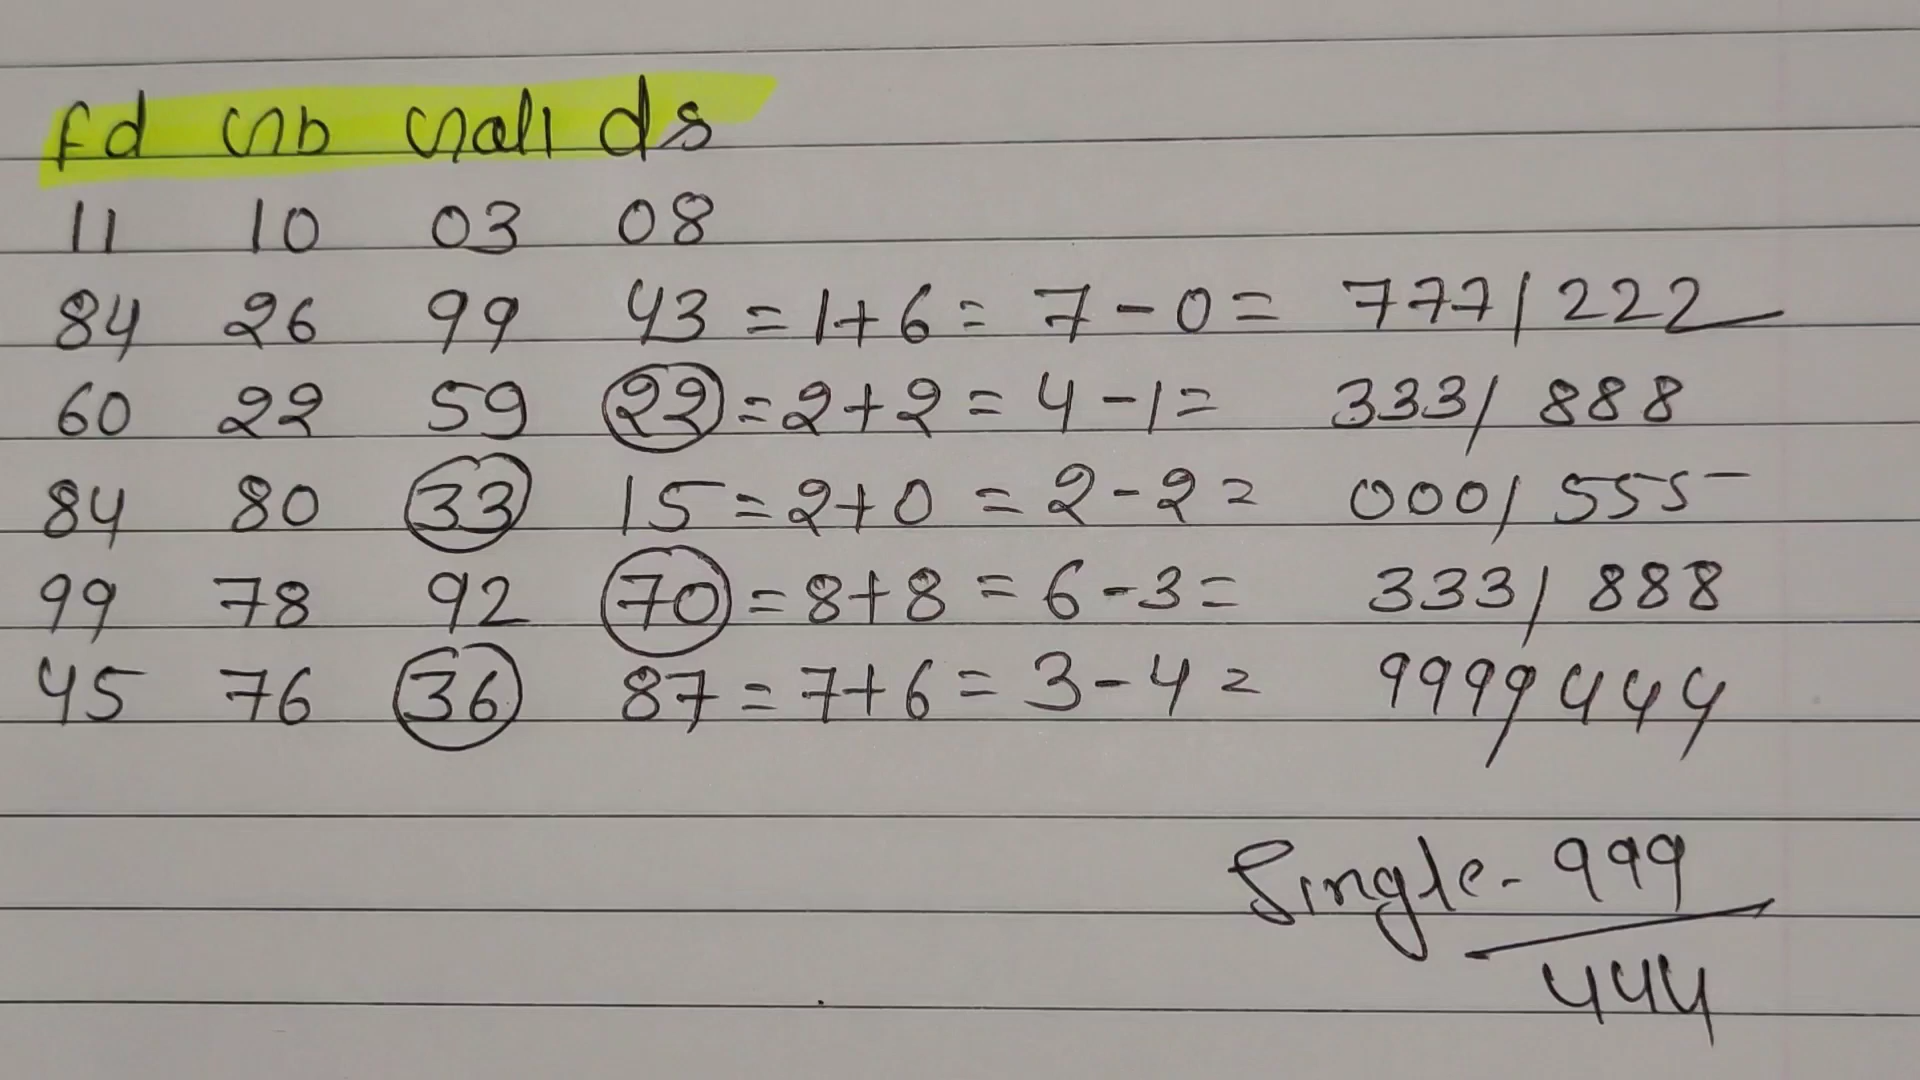 fd gb gali ds
11 10 03 08
84 26 99 43 = 1+6 = 7-0 = 777/222
60 22 59 22 = 2+2 = 4-1 = 333/888
84 80 33 15 = 2+0 = 2-2 = 000/555
99 78 92 70 = 8+8 = 6-3 = 333/888
45 76 36 87 = 7+6 = 3-4 = 999/444
Single-999
444